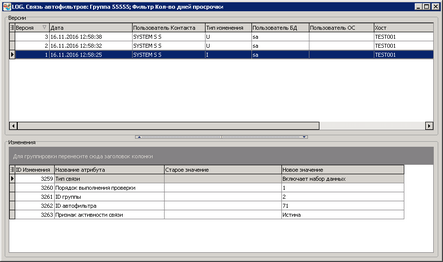 LOG. Связь автофильтров: Группа 55555; Фильтр Кол-во дней просрочки
Версии
Версия Дата Пользователь Контакта Тип изменения Пользователь БД Пользователь ОС Хост
3 16.11.2016 12:58:38 SYSTEM S S U sa TEST001
2 16.11.2016 12:58:32 SYSTEM S S U sa TEST001
1 16.11.2016 12:58:25 SYSTEM S S I sa TEST001
Изменения
Для группировки перенесите сюда заголовок колонки
ID Изменения Название атрибута Старое значение Новое значение
3259 Тип связи Включает набор данных
3260 Порядок выполнения проверки 1
3261 ID группы 2
3262 ID автофильтра 71
3263 Признак активности связи Истина